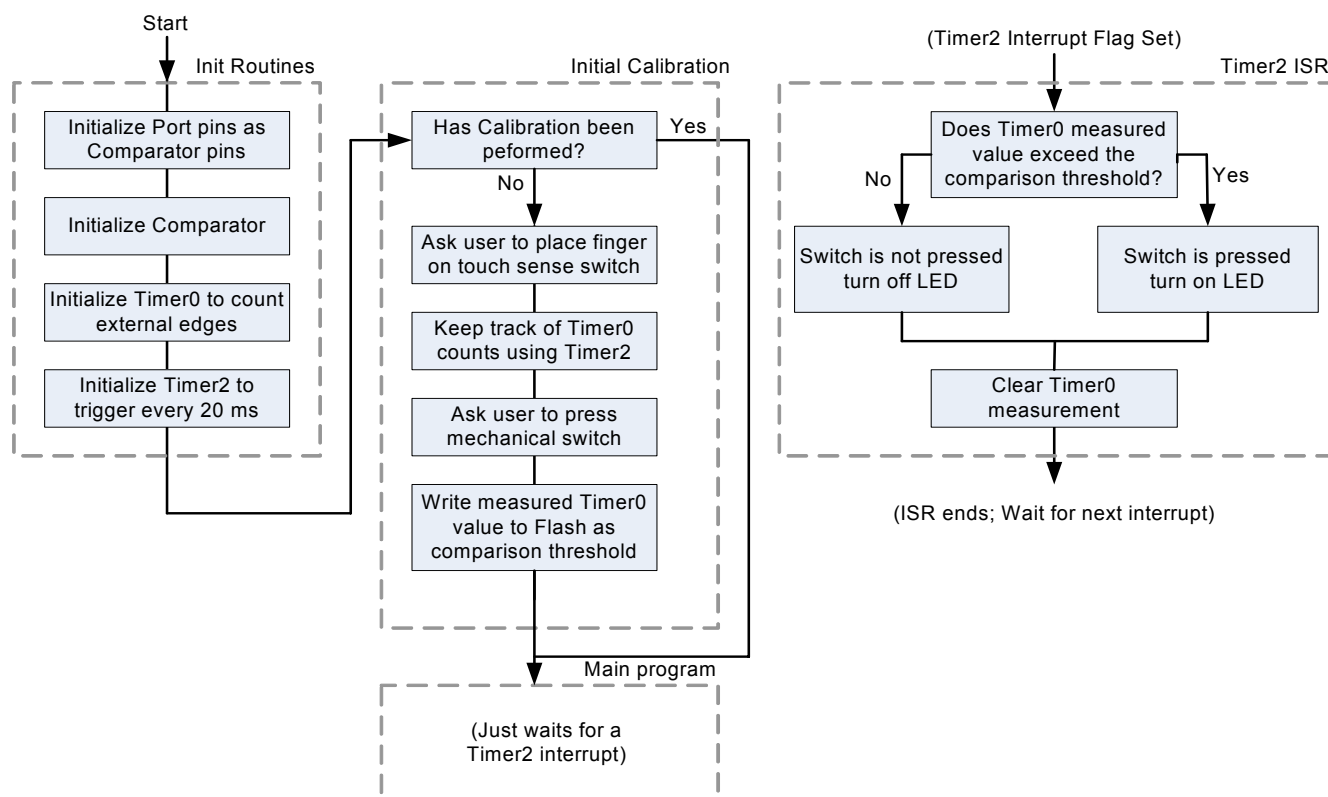 Start
Init Routines
Initialize Port pins as
Comparator pins
Initialize Comparator
Initialize Timer0 to count
external edges
Initialize Timer2 to
trigger every 20 ms
Initial Calibration
Has Calibration been
peformed?
Yes
No
Ask user to place finger
on touch sense switch
Keep track of Timer0
counts using Timer2
Ask user to press
mechanical switch
Write measured Timer0
value to Flash as
comparison threshold
Main program
(Just waits for a
Timer2 interrupt)
(Timer2 Interrupt Flag Set)
Timer2 ISR
Does Timer0 measured
value exceed the
comparison threshold?
No
Yes
Switch is not pressed
turn off LED
Switch is pressed
turn on LED
Clear Timer0
measurement
(ISR ends; Wait for next interrupt)